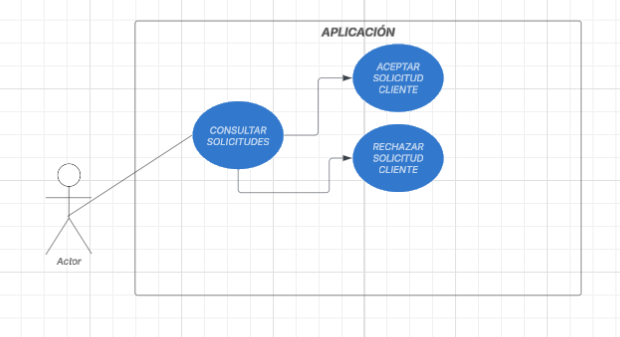 APLICACIÓN
ACEPTAR
SOLICITUD
CLIENTE
CONSULTAR
SOLICITUDES
RECHAZAR
SOLICITUD
CLIENTE
Actor